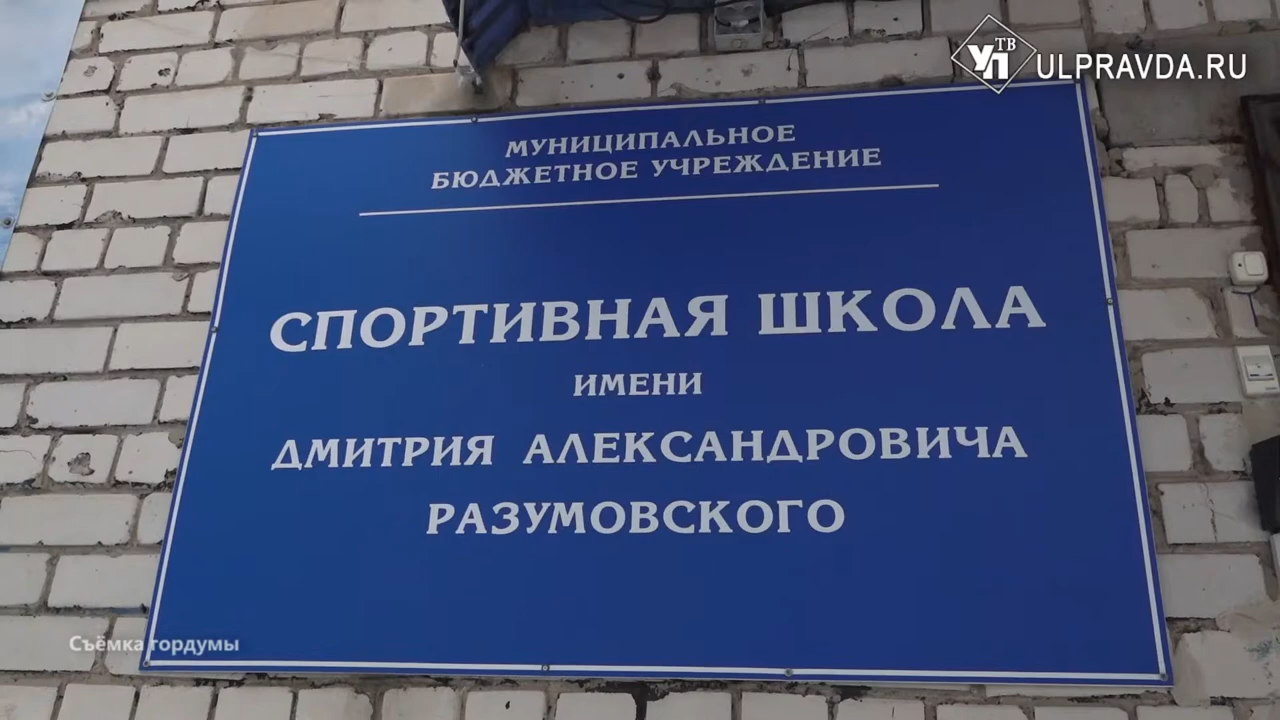 УП ТВ ULPRAVDA.RU
МУНИЦИПАЛЬНОЕ
БЮДЖЕТНОЕ УЧРЕЖДЕНИЕ
СПОРТИВНАЯ ШКОЛА
ИМЕНИ
ДМИТРИЯ АЛЕКСАНДРОВИЧА
РАЗУМОВСКОГО
Съёмка гордумы